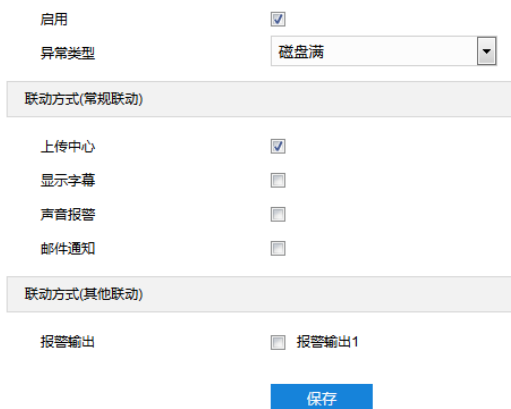 启用
异常类型 磁盘满
联动方式(常规联动)
上传中心
显示字幕
声音报警
邮件通知
联动方式(其他联动)
报警输出 报警输出1
保存